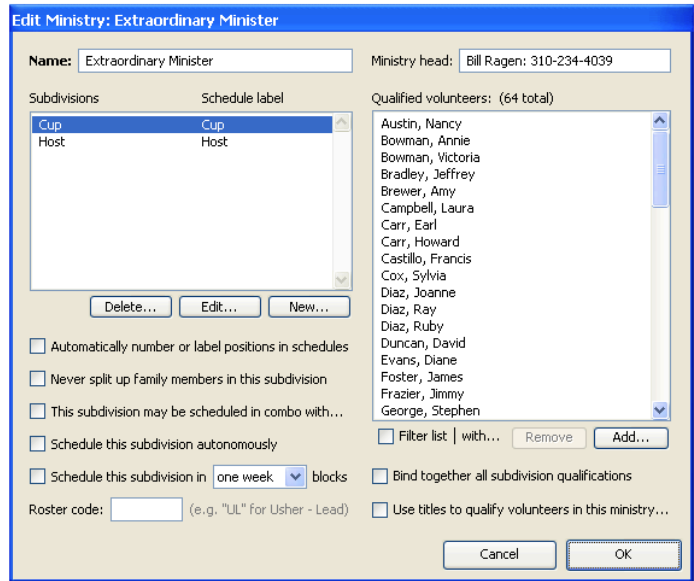 Edit Ministry: Extraordinary Minister
Name: Extraordinary Minister
Ministry head: Bill Ragen: 310-234-4039
Subdivisions Schedule label
Qualified volunteers: (64 total)
Cup Cup
Host Host
Austin, Nancy
Bowman, Annie
Bowman, Victoria
Bradley, Jeffrey
Brewer, Amy
Campbell, Laura
Carr, Earl
Carr, Howard
Castillo, Francis
Cox, Sylvia
Diaz, Joanne
Diaz, Ray
Diaz, Ruby
Duncan, David
Evans, Diane
Foster, James
Frazier, Jimmy
George, Stephen
Delete... Edit... New...
Automatically number or label positions in schedules
Never split up family members in this subdivision
This subdivision may be scheduled in combo with...
Schedule this subdivision autonomously
Schedule this subdivision in one week blocks
Roster code: (e.g. "UL" for Usher - Lead)
Filter list | with... Remove Add...
Bind together all subdivision qualifications
Use titles to qualify volunteers in this ministry...
Cancel OK